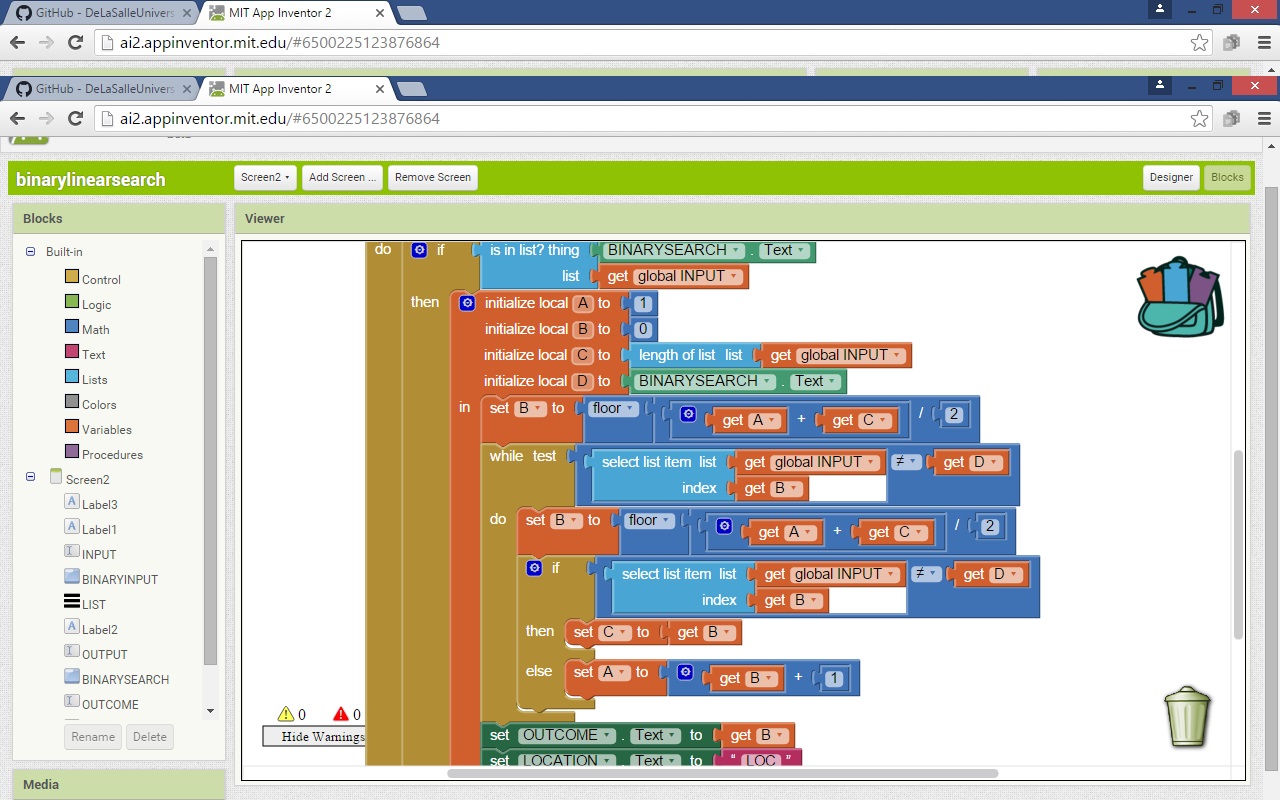 GitHub - DeLaSalleUnivers
MIT App Inventor 2
ai2.appinventor.mit.edu/#6500225123876864
GitHub - DeLaSalleUnivers
MIT App Inventor 2
ai2.appinventor.mit.edu/#6500225123876864
binarylinearsearch
Screen2
Add Screen ...
Remove Screen
Designer
Blocks
Blocks
Viewer
Built-in
Control
Logic
Math
Text
Lists
Colors
Variables
Procedures
Screen2
Label3
Label1
INPUT
BINARYINPUT
LIST
Label2
OUTPUT
BINARYSEARCH
OUTCOME
Rename
Delete
Media
do if is in list? thing BINARYSEARCH . Text
list get global INPUT
then initialize local A to 1
initialize local B to 0
initialize local C to length of list list get global INPUT
initialize local D to BINARYSEARCH . Text
in set B to floor get A + get C / 2
while test select list item list get global INPUT ≠ get D
index get B
do set B to floor get A + get C / 2
if select list item list get global INPUT ≠ get D
index get B
then set C to get B
else set A to get B + 1
set OUTCOME . Text to get B
set LOCATION . Text to " LOC "
0 0
Hide Warnings